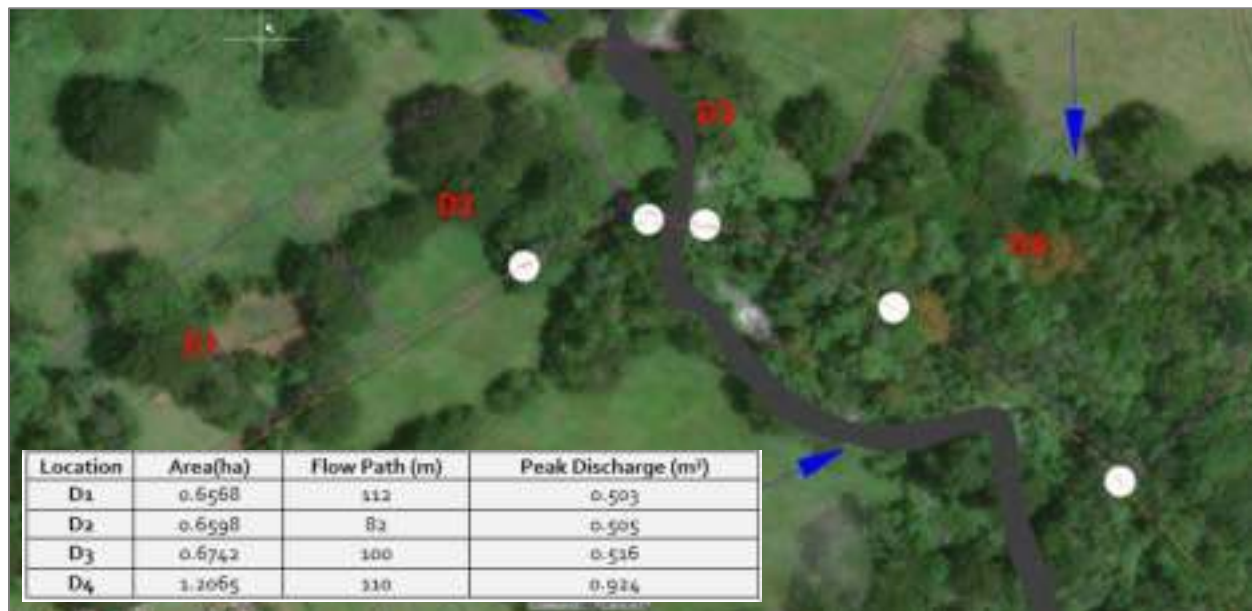 D3
D2
D1
Location Area(ha) Flow Path (m) Peak Discharge (m³)
D1 0.6568 112 0.503
D2 0.6598 82 0.505
D3 0.6742 100 0.516
D4 1.2065 110 0.924